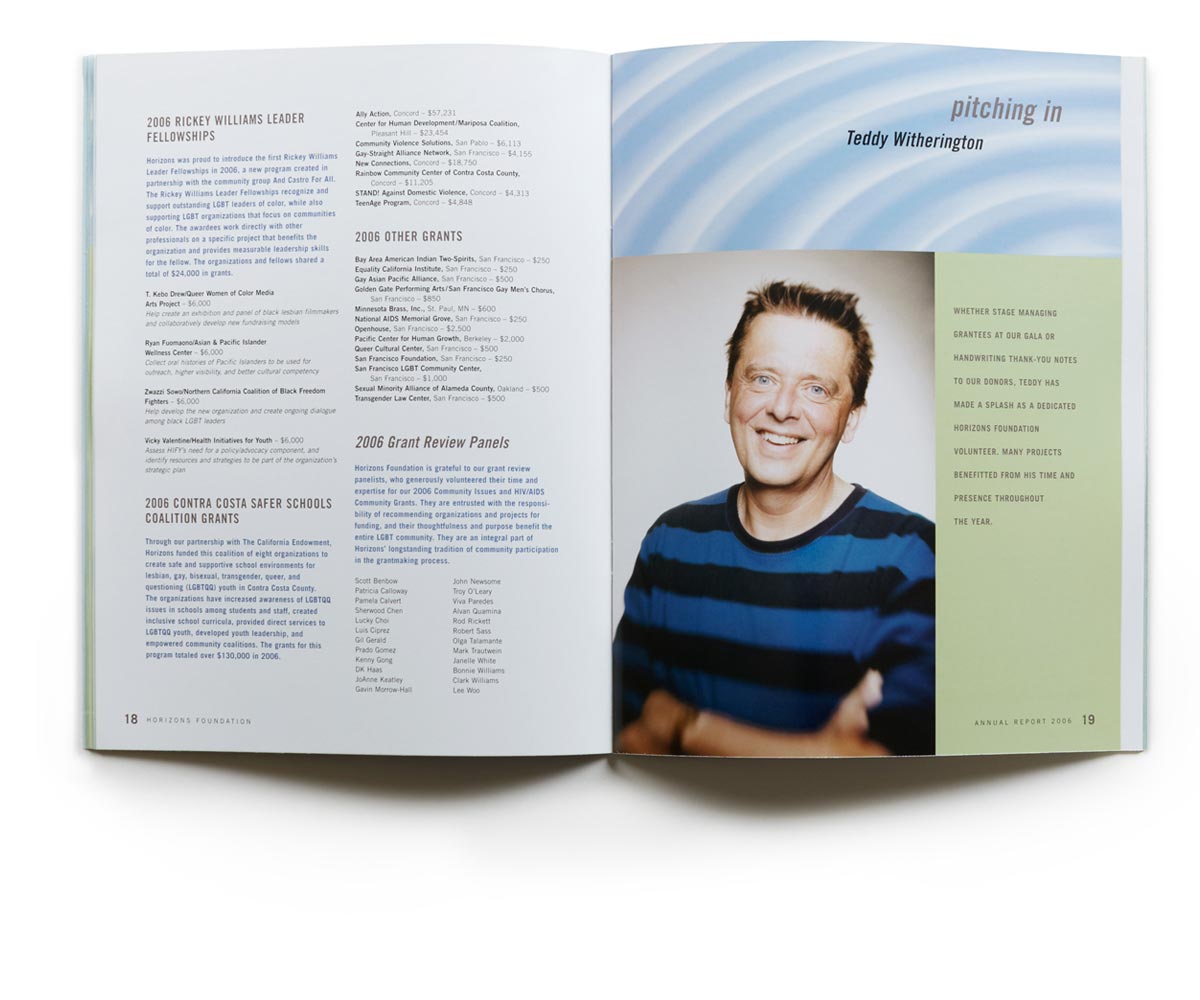 2006 RICKEY WILLIAMS LEADER
FELLOWSHIPS
Horizons was proud to introduce the first Rickey Williams
Leader Fellowships in 2006, a new program created in
partnership with the community group And Castro For All.
The Rickey Williams Leader Fellowships recognize and
support outstanding LGBT leaders of color, while also
supporting LGBT organizations that focus on communities
of color. The awardees work directly with other
professionals on a specific project that benefits the
organization and provides measurable leadership skills
for the fellow. The organizations and fellows shared a
total of $24,000 in grants.
T. Kebo Drew/Queer Women of Color Media
Arts Project – $6,000
Help create an exhibition and panel of black lesbian filmmakers
and collaboratively develop new fundraising models
Ryan Fuomaono/Asian & Pacific Islander
Wellness Center – $6,000
Collect oral histories of Pacific Islanders to be used for
outreach, higher visibility, and better cultural competency
Zwazzi Sowo/Northern California Coalition of Black Freedom
Fighters – $6,000
Help develop the new organization and create ongoing dialogue
among black LGBT leaders
Vicky Valentine/Health Initiatives for Youth – $6,000
Assess HIFY's need for a policy/advocacy component, and
identify resources and strategies to be part of the organization's
strategic plan
2006 CONTRA COSTA SAFER SCHOOLS
COALITION GRANTS
Through our partnership with The California Endowment,
Horizons funded this coalition of eight organizations to
create safe and supportive school environments for
lesbian, gay, bisexual, transgender, queer, and
questioning (LGBTQQ) youth in Contra Costa County.
The organizations have increased awareness of LGBTQQ
issues in schools among students and staff, created
inclusive school curricula, provided direct services to
LGBTQQ youth, developed youth leadership, and
empowered community coalitions. The grants for this
program totaled over $130,000 in 2006.
18 HORIZONS FOUNDATION
Ally Action, Concord – $57,231
Center for Human Development/Mariposa Coalition,
Pleasant Hill – $23,454
Community Violence Solutions, San Pablo – $6,113
Gay-Straight Alliance Network, San Francisco – $4,155
New Connections, Concord – $18,750
Rainbow Community Center of Contra Costa County,
Concord – $11,205
STAND! Against Domestic Violence, Concord – $4,313
TeenAge Program, Concord – $4,848
2006 OTHER GRANTS
Bay Area American Indian Two-Spirits, San Francisco – $250
Equality California Institute, San Francisco – $250
Gay Asian Pacific Alliance, San Francisco – $500
Golden Gate Performing Arts/San Francisco Gay Men's Chorus,
San Francisco – $850
Minnesota Brass, Inc., St. Paul, MN – $600
National AIDS Memorial Grove, San Francisco – $250
Openhouse, San Francisco – $2,500
Pacific Center for Human Growth, Berkeley – $2,000
Queer Cultural Center, San Francisco – $500
San Francisco Foundation, San Francisco – $250
San Francisco LGBT Community Center,
San Francisco – $1,000
Sexual Minority Alliance of Alameda County, Oakland – $500
Transgender Law Center, San Francisco – $500
2006 Grant Review Panels
Horizons Foundation is grateful to our grant review
panelists, who generously volunteered their time and
expertise for our 2006 Community Issues and HIV/AIDS
Community Grants. They are entrusted with the responsi-
bility of recommending organizations and projects for
funding, and their thoughtfulness and purpose benefit the
entire LGBT community. They are an integral part of
Horizons' longstanding tradition of community participation
in the grantmaking process.
Scott Benbow
Patricia Calloway
Pamela Calvert
Sherwood Chen
Lucky Choi
Luis Ciprez
Gil Gerald
Prado Gomez
Kenny Gong
DK Haas
JoAnne Keatley
Gavin Morrow-Hall
John Newsome
Troy O'Leary
Viva Paredes
Alvan Quamina
Rod Rickett
Robert Sass
Olga Talamante
Mark Trautwein
Janelle White
Bonnie Williams
Clark Williams
Lee Woo
pitching in
Teddy Witherington
WHETHER STAGE MANAGING
GRANTEES AT OUR GALA OR
HANDWRITING THANK-YOU NOTES
TO OUR DONORS, TEDDY HAS
MADE A SPLASH AS A DEDICATED
HORIZONS FOUNDATION
VOLUNTEER. MANY PROJECTS
BENEFITTED FROM HIS TIME AND
PRESENCE THROUGHOUT
THE YEAR.
ANNUAL REPORT 2006 19